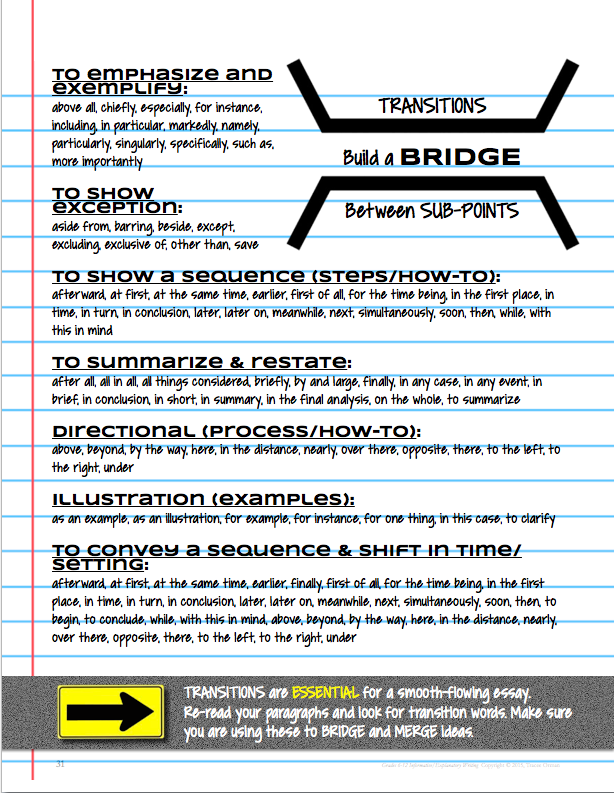 TO EMPHASIZE AND
EXEMPLIFY:
above all, chiefly, especially, for instance,
including, in particular, markedly, namely,
particularly, singularly, specifically, such as,
more importantly
TRANSITIONS
Build a BRIDGE
Between SUB-POINTS
TO SHOW
EXCEPTION:
aside from, barring, beside, except,
excluding, exclusive of, other than, save
TO SHOW A SEQUENCE (STEPS/HOW-TO):
afterward, at first, at the same time, earlier, first of all, for the time being, in the first place, in
time, in turn, in conclusion, later, later on, meanwhile, next, simultaneously, soon, then, while, with
this in mind
TO SUMMARIZE & RESTATE:
after all, all in all, all things considered, briefly, by and large, finally, in any case, in any event, in
brief, in conclusion, in short, in summary, in the final analysis, on the whole, to summarize
DIRECTIONAL (PROCESS/HOW-TO):
above, beyond, by the way, here, in the distance, nearly, over there, opposite, there, to the left, to
the right, under
ILLUSTRATION (EXAMPLES):
as an example, as an illustration, for example, for instance, for one thing, in this case, to clarify
TO CONVEY A SEQUENCE & SHIFT IN TIME/
SETTING:
afterward, at first, at the same time, earlier, finally, first of all, for the time being, in the first
place, in time, in turn, in conclusion, later, later on, meanwhile, next, simultaneously, soon, then, to
begin, to conclude, while, with this in mind, above, beyond, by the way, here, in the distance, nearly,
over there, opposite, there, to the left, to the right, under
TRANSITIONS are ESSENTIAL for a smooth-flowing essay.
Re-read your paragraphs and look for transition words. Make sure
you are using these to BRIDGE and MERGE ideas.
31